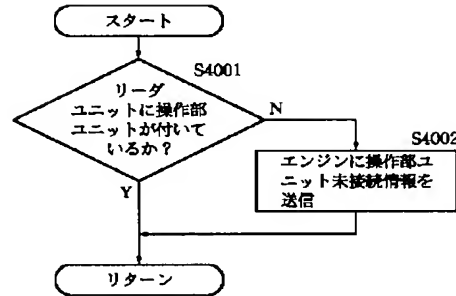 スタート
S4001
リーダ
ユニットに操作部
ユニットが付いて
いるか？
N
Y
S4002
エンジンに操作部ユ
ニット未接続情報を
送信
リターン